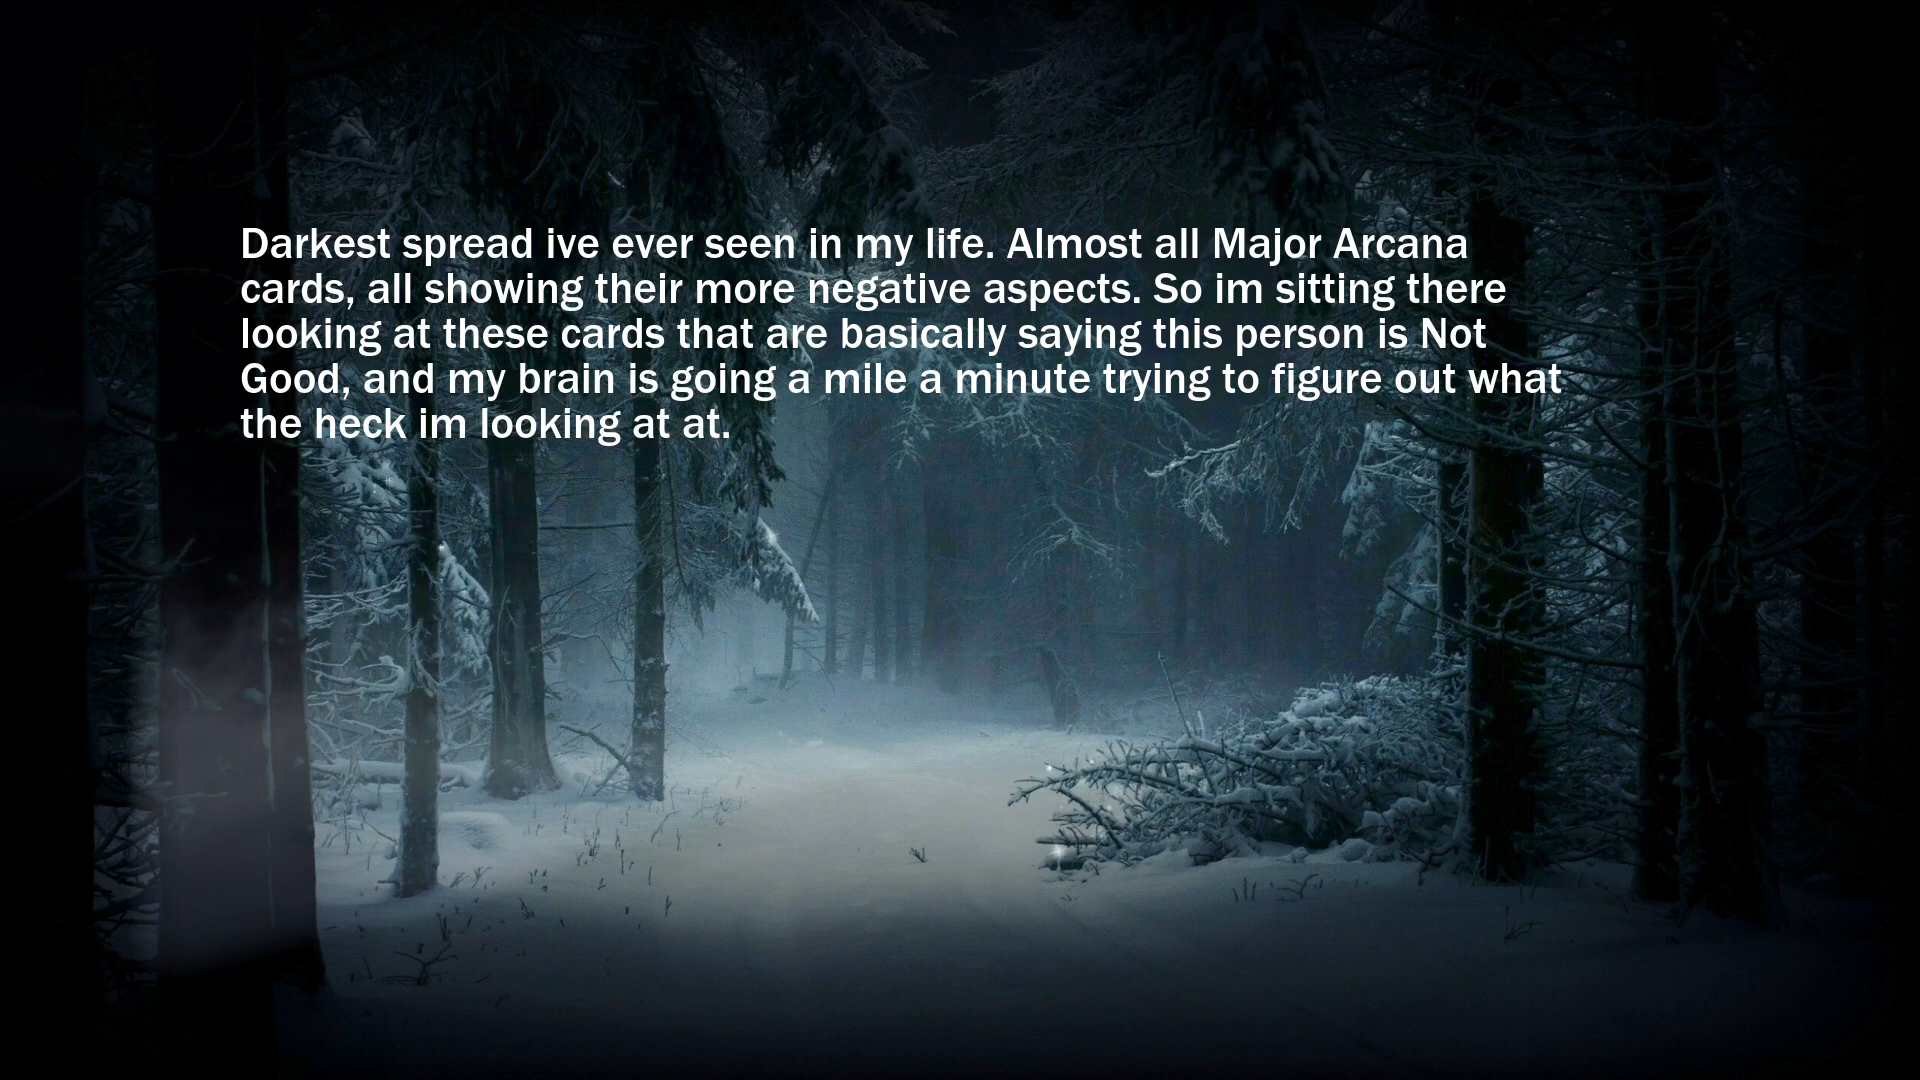 Darkest spread ive ever seen in my life. Almost all Major Arcana
cards, all showing their more negative aspects. So im sitting there
looking at these cards that are basically saying this person is Not
Good, and my brain is going a mile a minute trying to figure out what
the heck im looking at at.